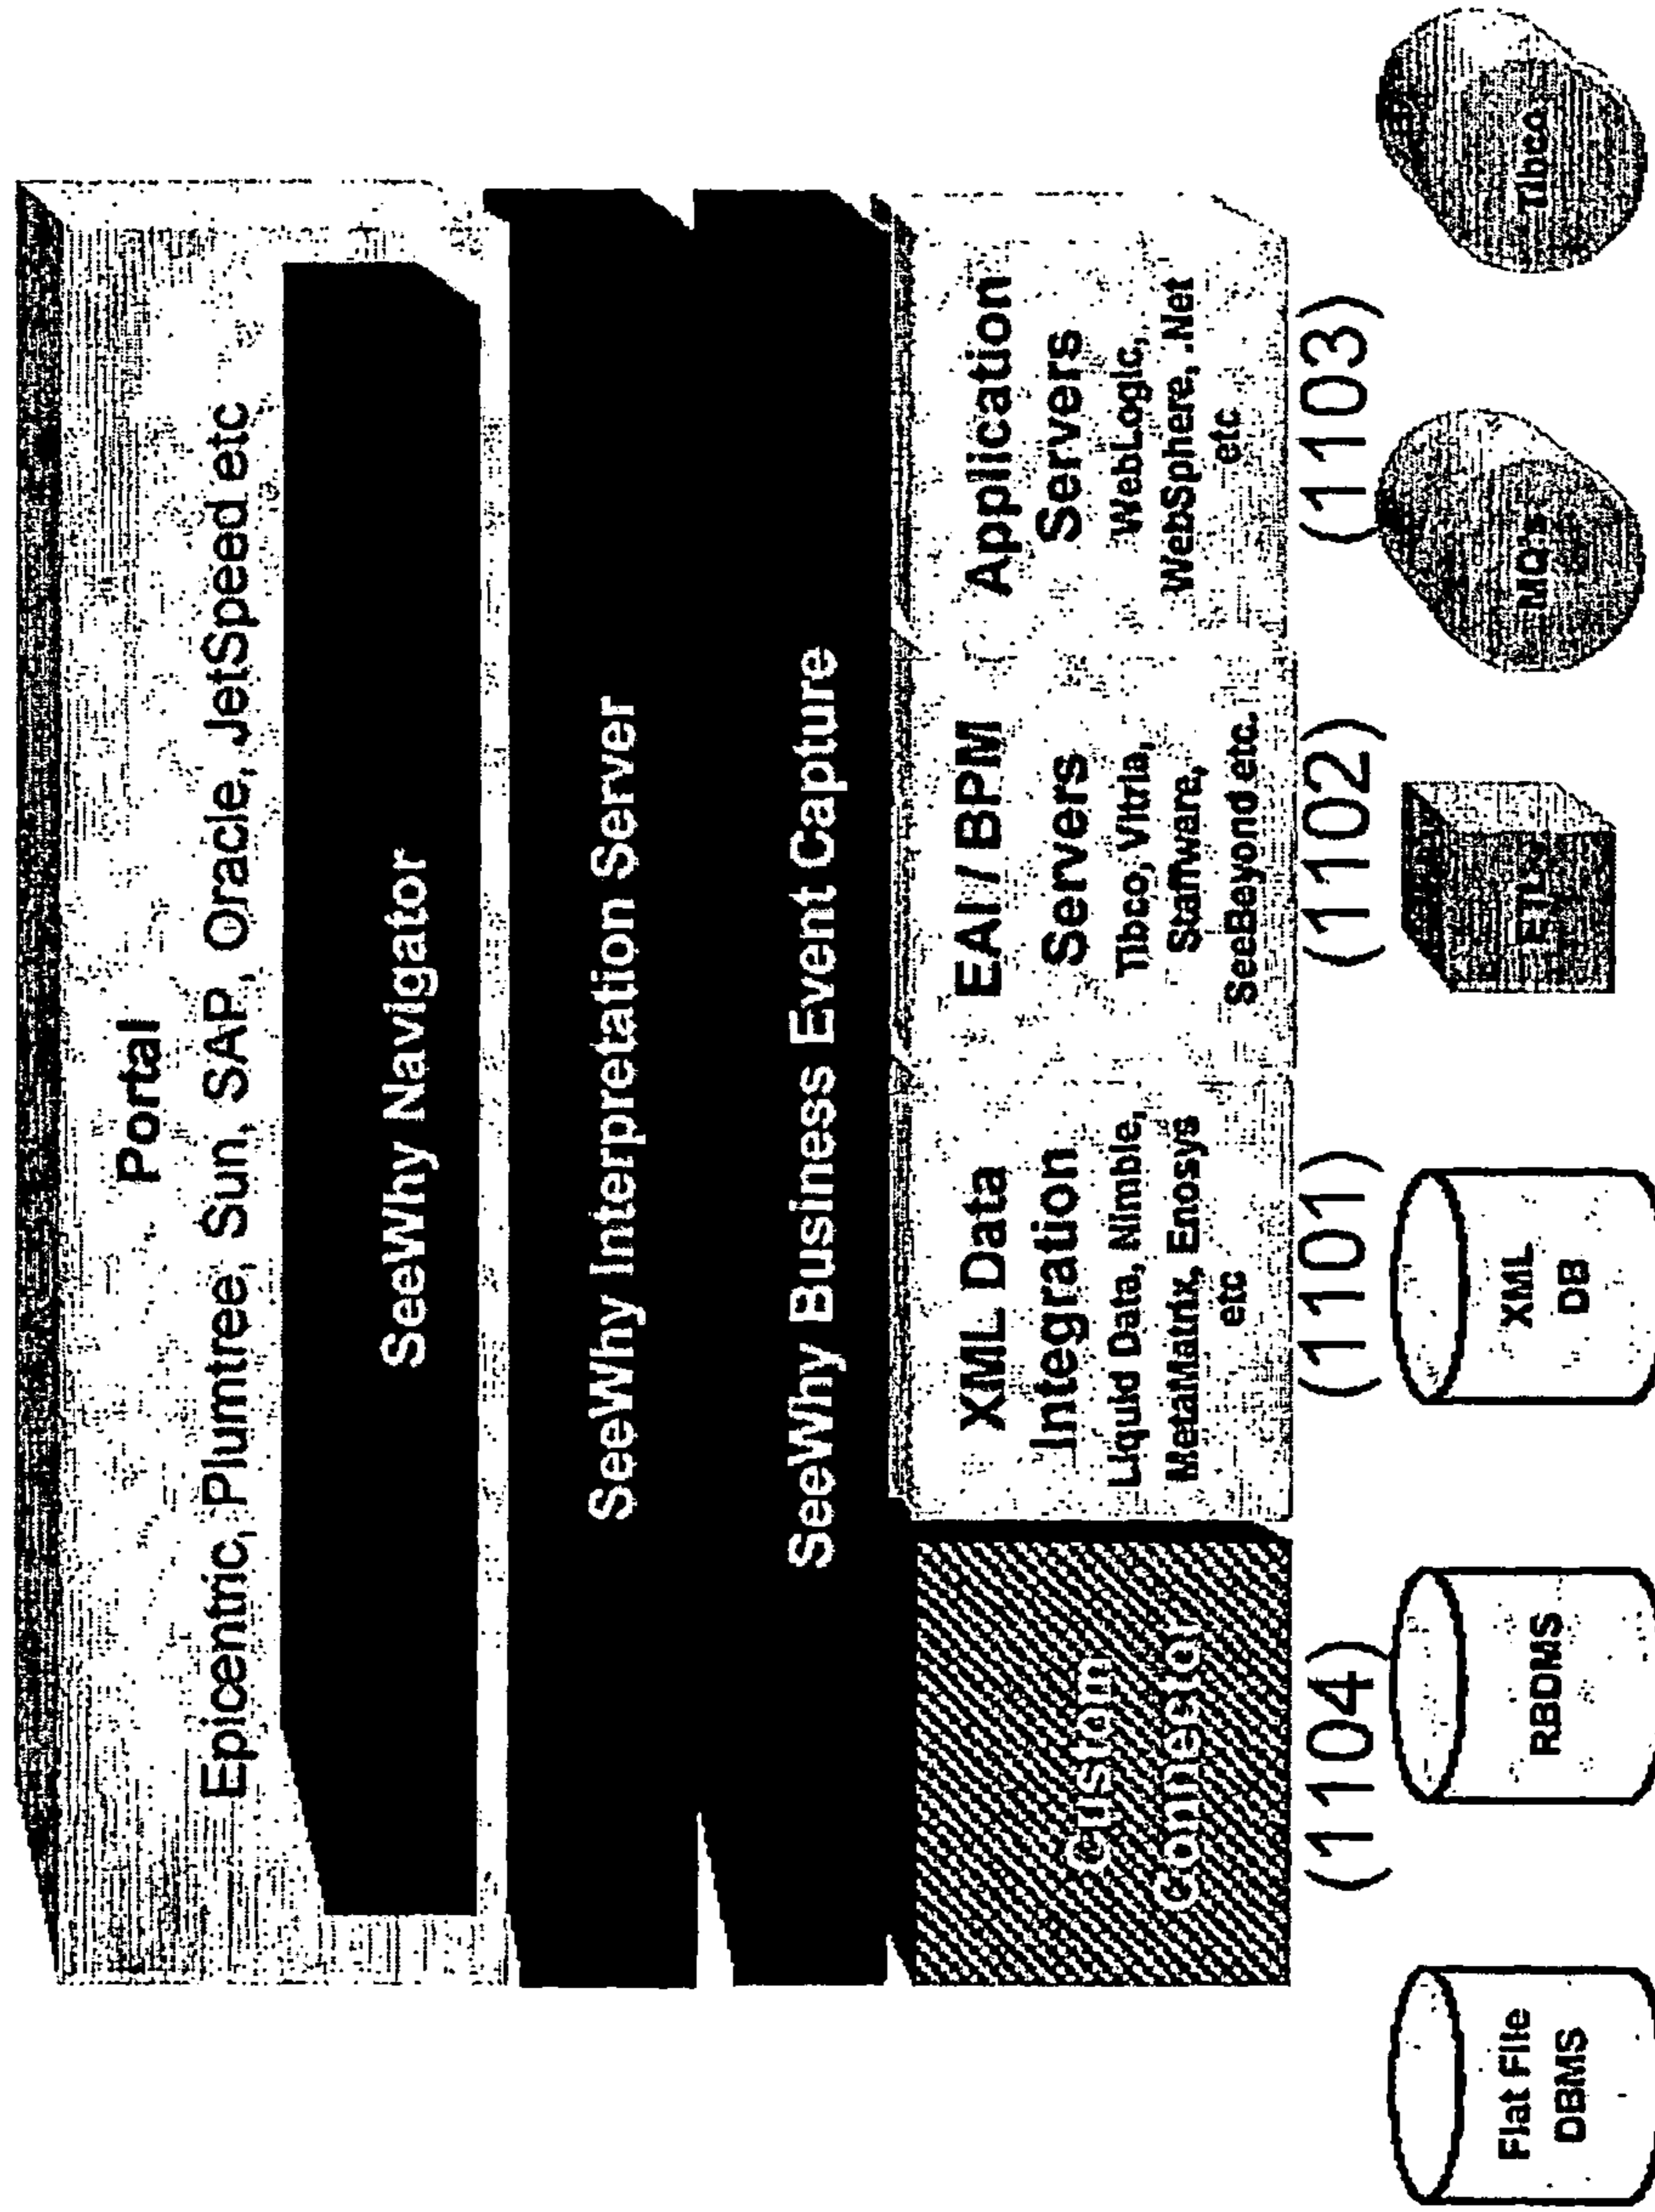 Portal
Epicentric, Plumtree, Sun, SAP, Oracle, JetSpeed etc
SeeWhy Navigator
SeeWhy Interpretation Server
SeeWhy Business Event Capture
Custom
Connector
XML Data
Integration
Liquid Data, Nimble,
MetaMatrix, Enosys
etc
EAI / BPM
Servers
Tibco, Vitria,
Staffware,
SeeBeyond etc.
Application
Servers
WebLogic,
WebSphere, .Net
etc
(1104)
(1101)
(1102)
(1103)
Flat File
DBMS
RBDMS
XML
DB
ETL's
MQ's
Tibco